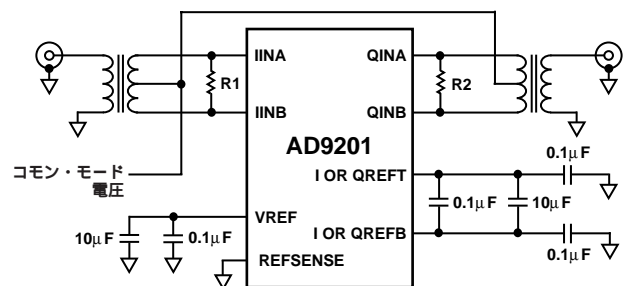 IINA
QINA
R1
R2
IINB
QINB
AD9201
コモン・モード
電圧
0.1μF
I OR QREFT
0.1μF
10μF
VREF
10μF
0.1μF
I OR QREFB
REFSENSE
0.1μF